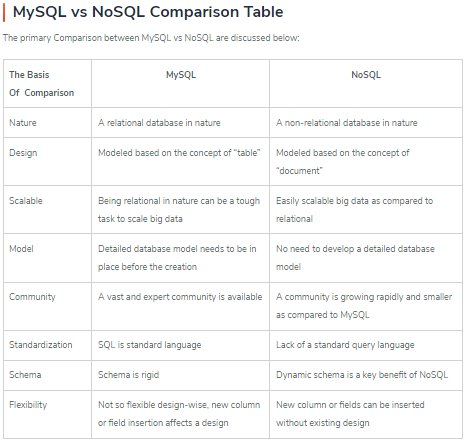 MySQL vs NoSQL Comparison Table
The primary Comparison between MySQL vs NoSQL are discussed below:
The Basis
Of Comparison
MySQL
NoSQL
Nature
A relational database in nature
A non-relational database in nature
Design
Modeled based on the concept of “table”
Modeled based on the concept of
“document”
Scalable
Being relational in nature can be a tough
task to scale big data
Easily scalable big data as compared to
relational
Model
Detailed database model needs to be in
place before the creation
No need to develop a detailed database
model
Community
A vast and expert community is available
A community is growing rapidly and smaller
as compared to MySQL
Standardization
SQL is standard language
Lack of a standard query language
Schema
Schema is rigid
Dynamic schema is a key benefit of NoSQL
Flexibility
Not so flexible design-wise, new column
or field insertion affects a design
New column or fields can be inserted
without existing design